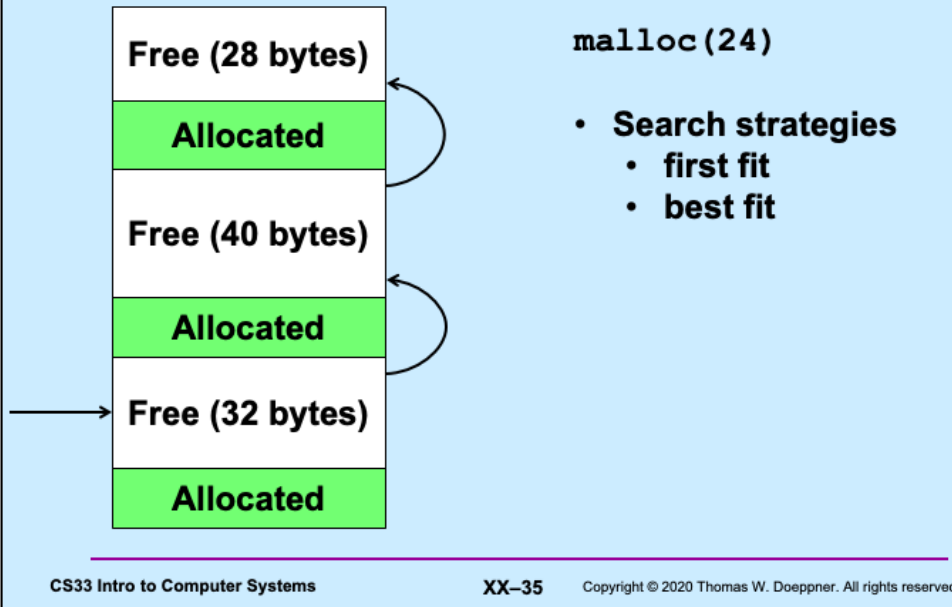 Free (28 bytes)
Allocated
Free (40 bytes)
Allocated
Free (32 bytes)
Allocated
malloc(24)
• Search strategies
• first fit
• best fit
CS33 Intro to Computer Systems
XX–35
Copyright © 2020 Thomas W. Doeppner. All rights reserve